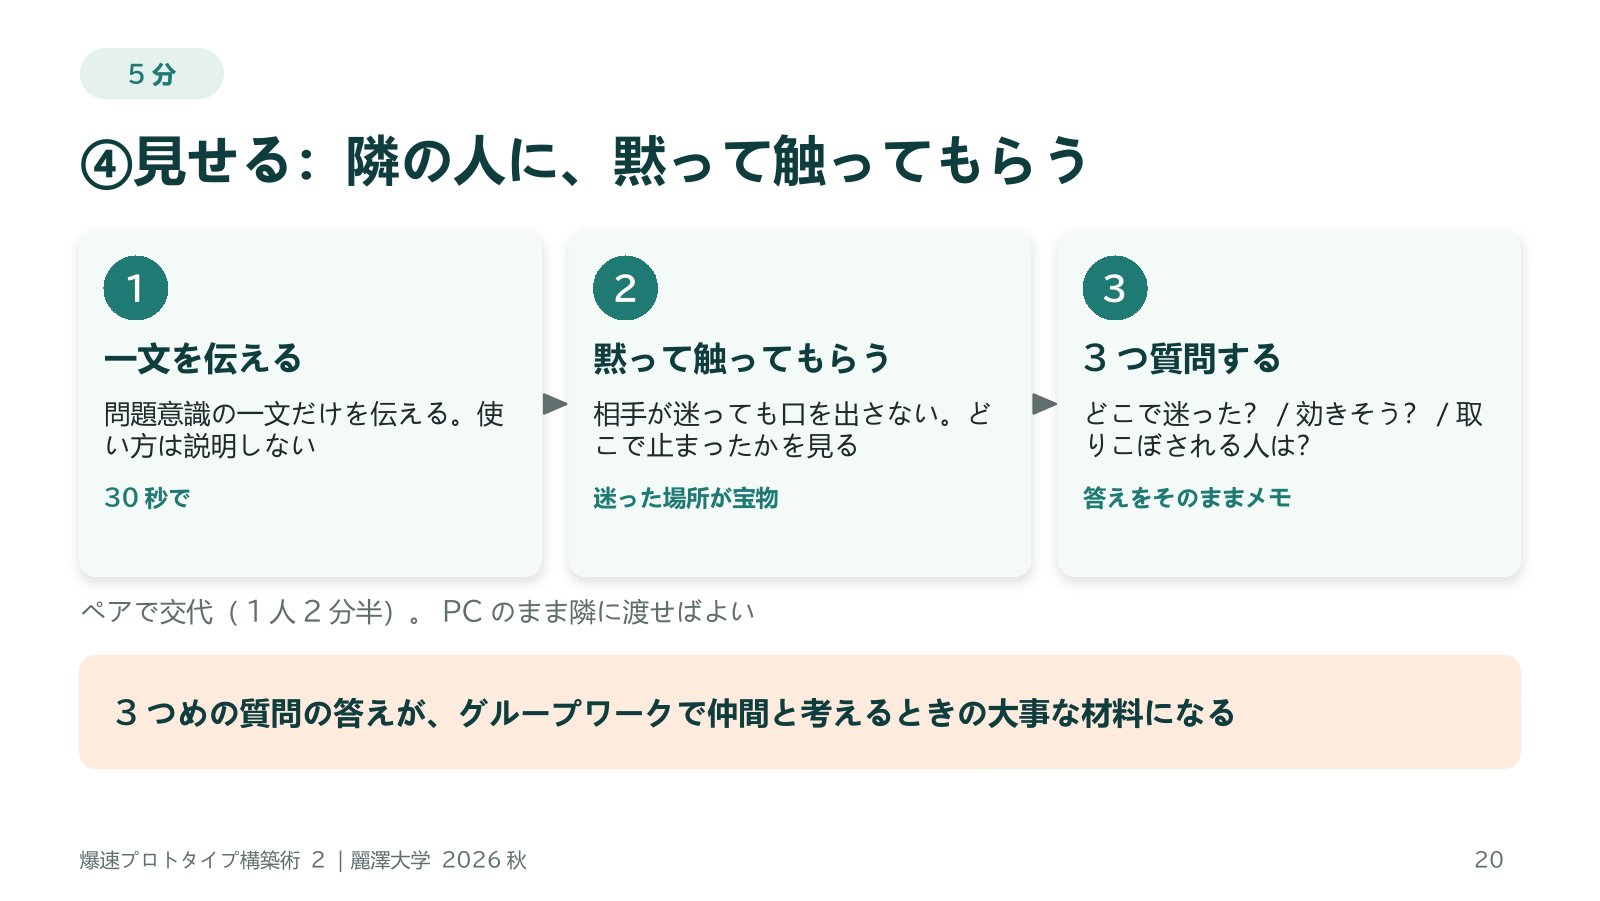 5分
④見せる：隣の人に、黙って触ってもらう
1
一文を伝える
問題意識の一文だけを伝える。使
い方は説明しない
30秒で
2
黙って触ってもらう
相手が迷っても口を出さない。ど
こで止まったかを見る
迷った場所が宝物
3
3つ質問する
どこで迷った？ / 効きそう？ / 取
りこぼされる人は？
答えをそのままメモ
ペアで交代（1人2分半）。PCのまま隣に渡せばよい
3つめの質問の答えが、グループワークで仲間と考えるときの大事な材料になる
爆速プロトタイプ構築術 2 | 麗澤大学 2026秋
20